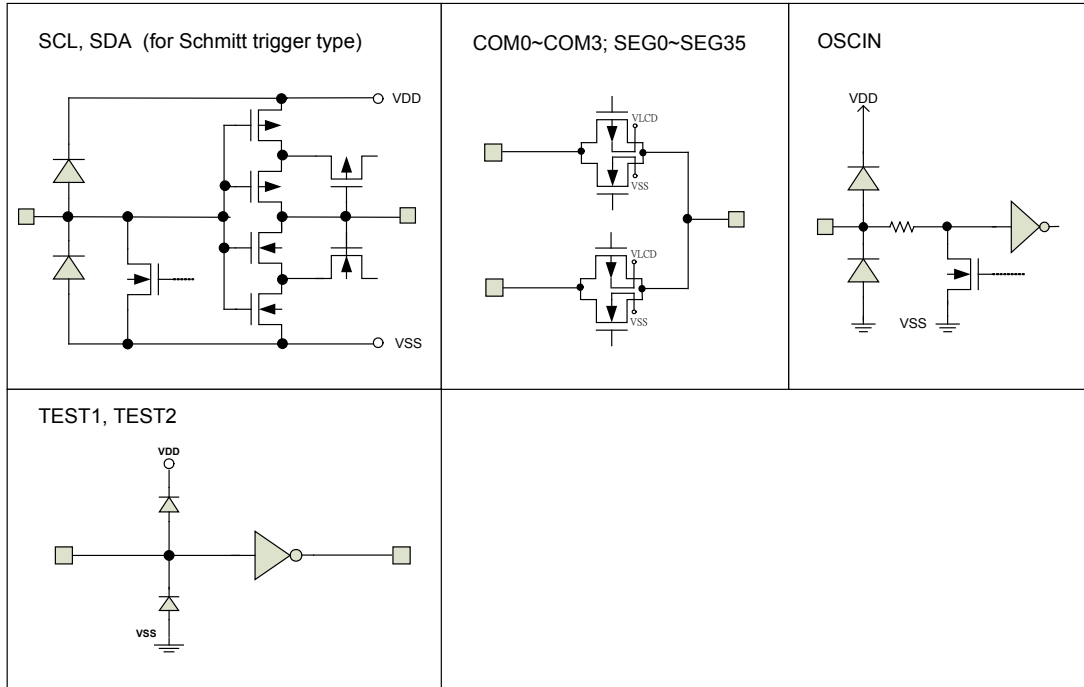 SCL, SDA (for Schmitt trigger type)
VDD
VSS
COM0~COM3; SEG0~SEG35
VLCD
VSS
VLCD
VSS
OSCIN
VDD
VSS
TEST1, TEST2
VDD
VSS